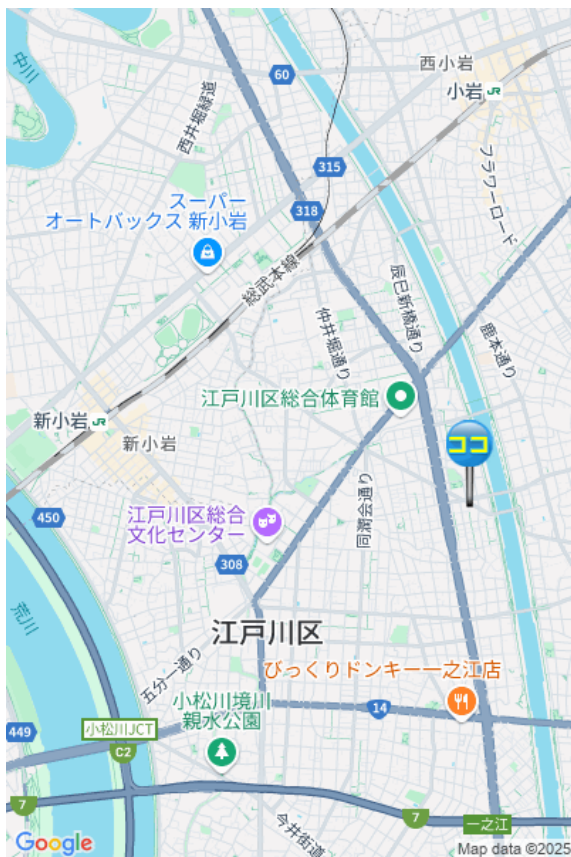 中川
60
西小岩
小岩 JR
西井堀緑道
315
フラワーロード
スーパー
オートバックス 新小岩
318
総武本線
辰巳新橋通り
仲井堀通り
鹿本通り
江戸川区総合体育館
新小岩 JR
新小岩
ココ
同潤会通り
450
江戸川区総合
文化センター
308
荒川
江戸川区
五分一通り
びっくりドンキー一之江店
小松川境川
親水公園
14
449
小松川JCT
C2
7
7
一之江
今井街道
Google
Map data ©2025